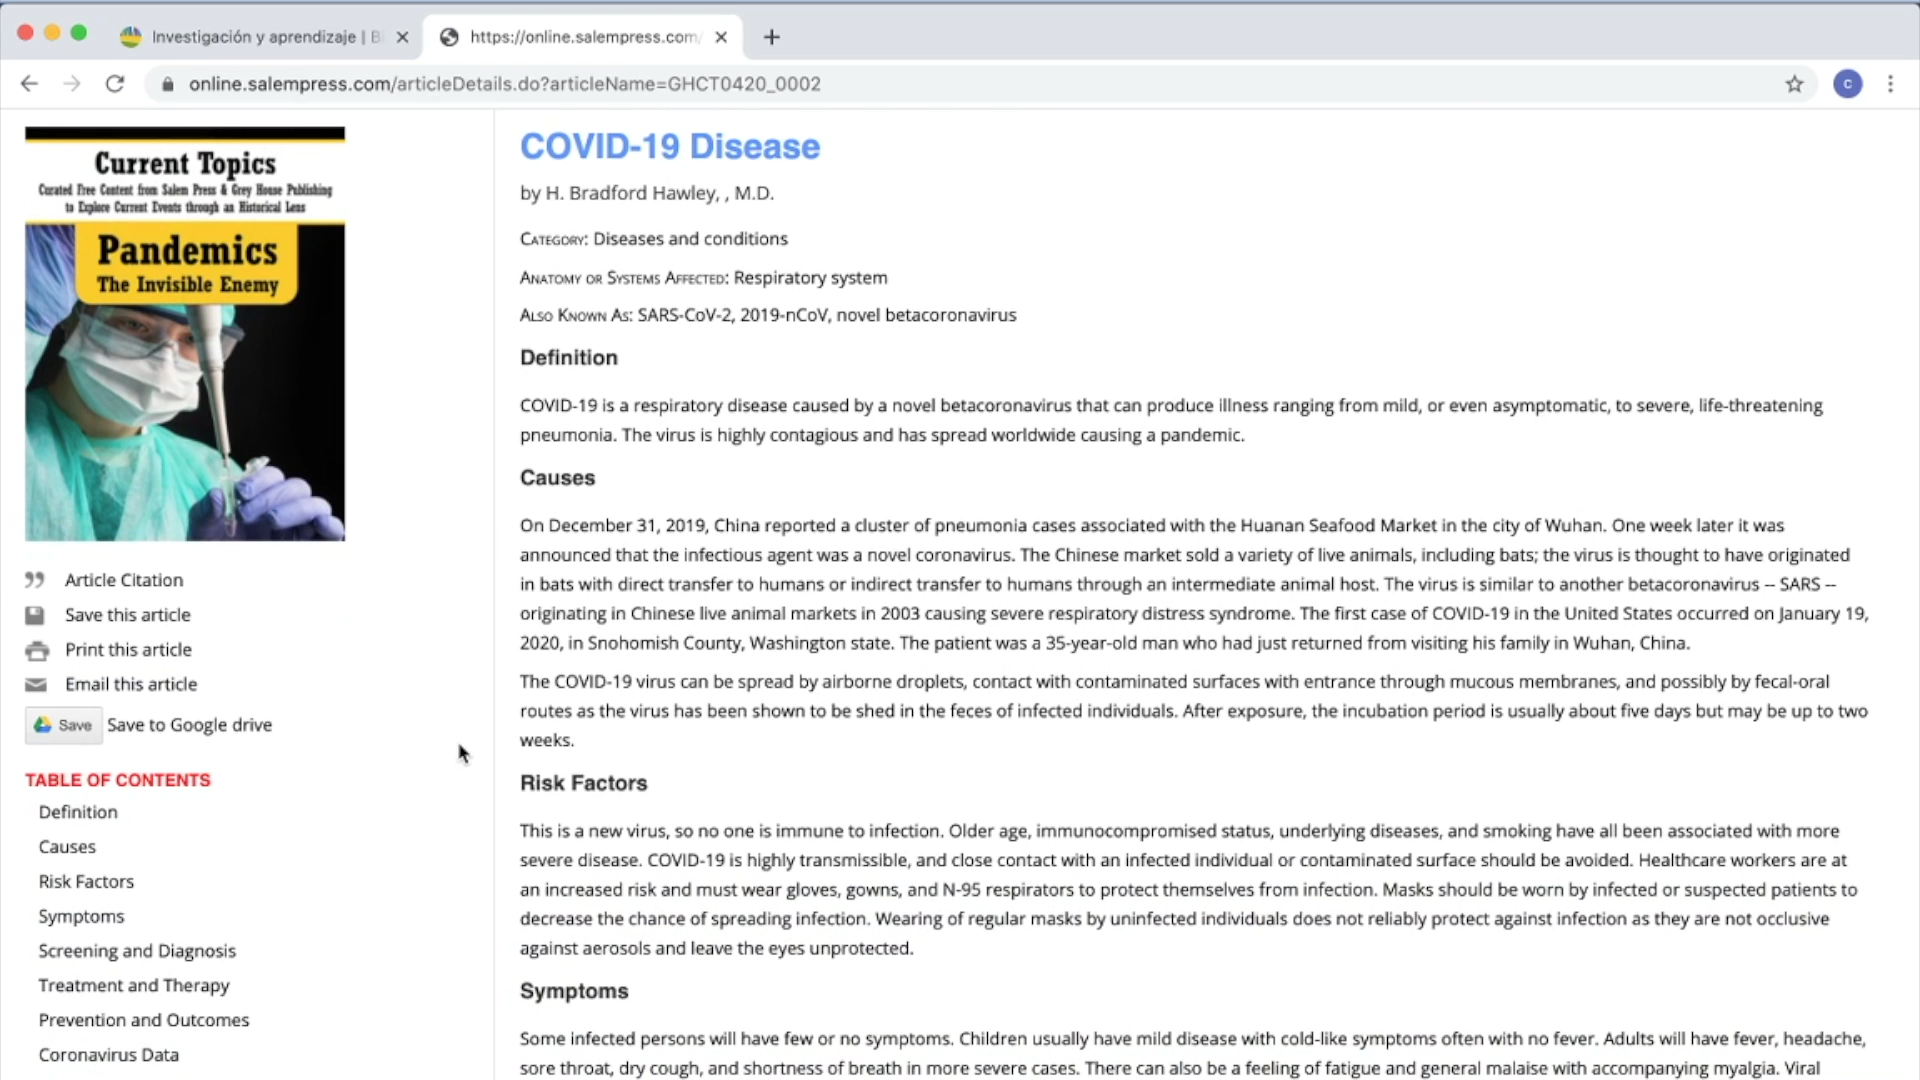 Investigación y aprendizaje | B
https://online.salempress.com/
online.salempress.com/articleDetails.do?articleName=GHCT0420_0002
C
Current Topics
Curated Free Content from Salem Press & Grey House Publishing
to Explore Current Events through an Historical Lens
Pandemics
The Invisible Enemy
Article Citation
Save this article
Print this article
Email this article
Save Save to Google drive
TABLE OF CONTENTS
Definition
Causes
Risk Factors
Symptoms
Screening and Diagnosis
Treatment and Therapy
Prevention and Outcomes
Coronavirus Data
COVID-19 Disease
by H. Bradford Hawley, , M.D.
Category: Diseases and conditions
Anatomy or Systems Affected: Respiratory system
Also Known As: SARS-CoV-2, 2019-nCoV, novel betacoronavirus
Definition
COVID-19 is a respiratory disease caused by a novel betacoronavirus that can produce illness ranging from mild, or even asymptomatic, to severe, life-threatening
pneumonia. The virus is highly contagious and has spread worldwide causing a pandemic.
Causes
On December 31, 2019, China reported a cluster of pneumonia cases associated with the Huanan Seafood Market in the city of Wuhan. One week later it was
announced that the infectious agent was a novel coronavirus. The Chinese market sold a variety of live animals, including bats; the virus is thought to have originated
in bats with direct transfer to humans or indirect transfer to humans through an intermediate animal host. The virus is similar to another betacoronavirus -- SARS --
originating in Chinese live animal markets in 2003 causing severe respiratory distress syndrome. The first case of COVID-19 in the United States occurred on January 19,
2020, in Snohomish County, Washington state. The patient was a 35-year-old man who had just returned from visiting his family in Wuhan, China.
The COVID-19 virus can be spread by airborne droplets, contact with contaminated surfaces with entrance through mucous membranes, and possibly by fecal-oral
routes as the virus has been shown to be shed in the feces of infected individuals. After exposure, the incubation period is usually about five days but may be up to two
weeks.
Risk Factors
This is a new virus, so no one is immune to infection. Older age, immunocompromised status, underlying diseases, and smoking have all been associated with more
severe disease. COVID-19 is highly transmissible, and close contact with an infected individual or contaminated surface should be avoided. Healthcare workers are at
an increased risk and must wear gloves, gowns, and N-95 respirators to protect themselves from infection. Masks should be worn by infected or suspected patients to
decrease the chance of spreading infection. Wearing of regular masks by uninfected individuals does not reliably protect against infection as they are not occlusive
against aerosols and leave the eyes unprotected.
Symptoms
Some infected persons will have few or no symptoms. Children usually have mild disease with cold-like symptoms often with no fever. Adults will have fever, headache,
sore throat, dry cough, and shortness of breath in more severe cases. There can also be a feeling of fatigue and general malaise with accompanying myalgia. Viral